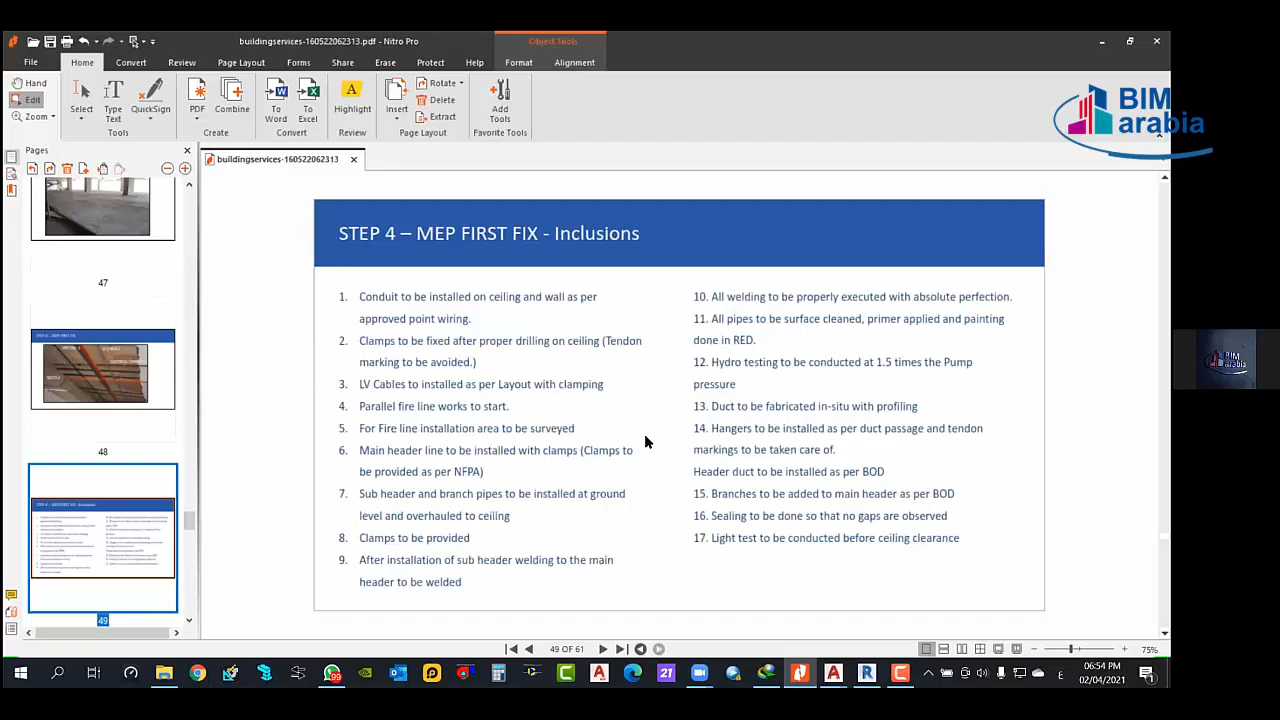 buildingservices-160522062313.pdf - Nitro Pro
Object Tools
File
Home
Convert
Review
Page Layout
Forms
Share
Erase
Protect
Help
Format
Alignment
Hand
Edit
Zoom
Select
Type
Text
QuickSign
Tools
PDF
Combine
Create
To
Word
To
Excel
Convert
Highlight
Review
Insert
Rotate
Delete
Extract
Page Layout
Add
Tools
Favorite Tools
BIM
arabia
Pages
buildingservices-160522062313
47
48
49
STEP 4 – MEP FIRST FIX - Inclusions
1. Conduit to be installed on ceiling and wall as per
approved point wiring.
2. Clamps to be fixed after proper drilling on ceiling (Tendon
marking to be avoided.)
3. LV Cables to installed as per Layout with clamping
4. Parallel fire line works to start.
5. For Fire line installation area to be surveyed
6. Main header line to be installed with clamps (Clamps to
be provided as per NFPA)
7. Sub header and branch pipes to be installed at ground
level and overhauled to ceiling
8. Clamps to be provided
9. After installation of sub header welding to the main
header to be welded
10. All welding to be properly executed with absolute perfection.
11. All pipes to be surface cleaned, primer applied and painting
done in RED.
12. Hydro testing to be conducted at 1.5 times the Pump
pressure
13. Duct to be fabricated in-situ with profiling
14. Hangers to be installed as per duct passage and tendon
markings to be taken care of.
Header duct to be installed as per BOD
15. Branches to be added to main header as per BOD
16. Sealing to be done so that no gaps are observed
17. Light test to be conducted before ceiling clearance
BIM
arabia
49 OF 61
75%
99
21
ع
06:54 PM
02/04/2021
1